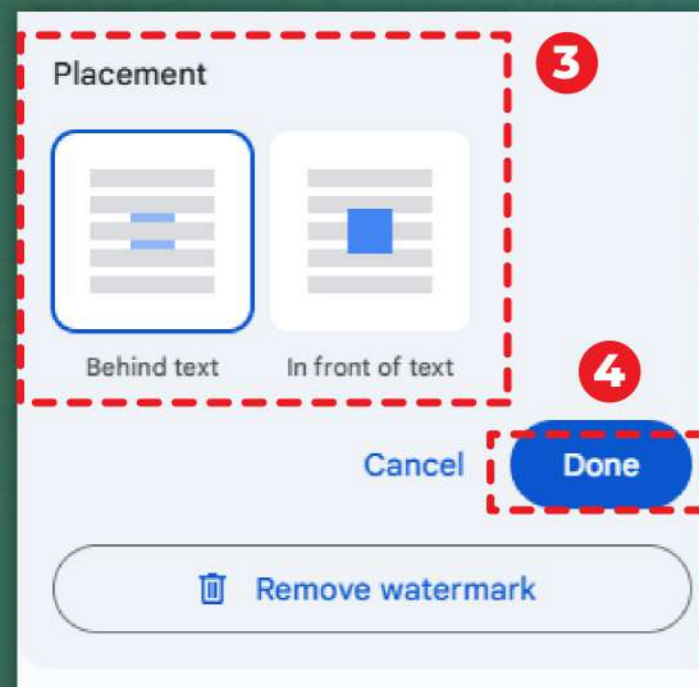 Placement
3
Behind text In front of text
4
Cancel Done
Remove watermark